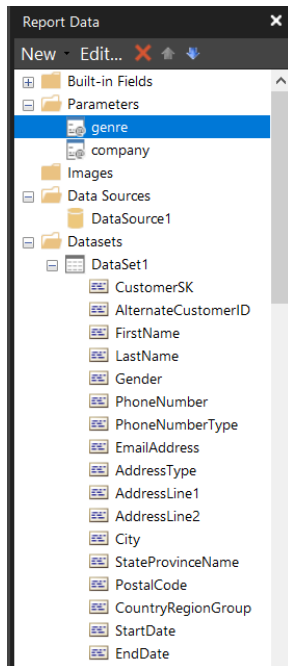 Report Data
New Edit...
Built-in Fields
Parameters
genre
company
Images
Data Sources
DataSource1
Datasets
DataSet1
CustomerSK
AlternateCustomerID
FirstName
LastName
Gender
PhoneNumber
PhoneNumberType
EmailAddress
AddressType
AddressLine1
AddressLine2
City
StateProvinceName
PostalCode
CountryRegionGroup
StartDate
EndDate